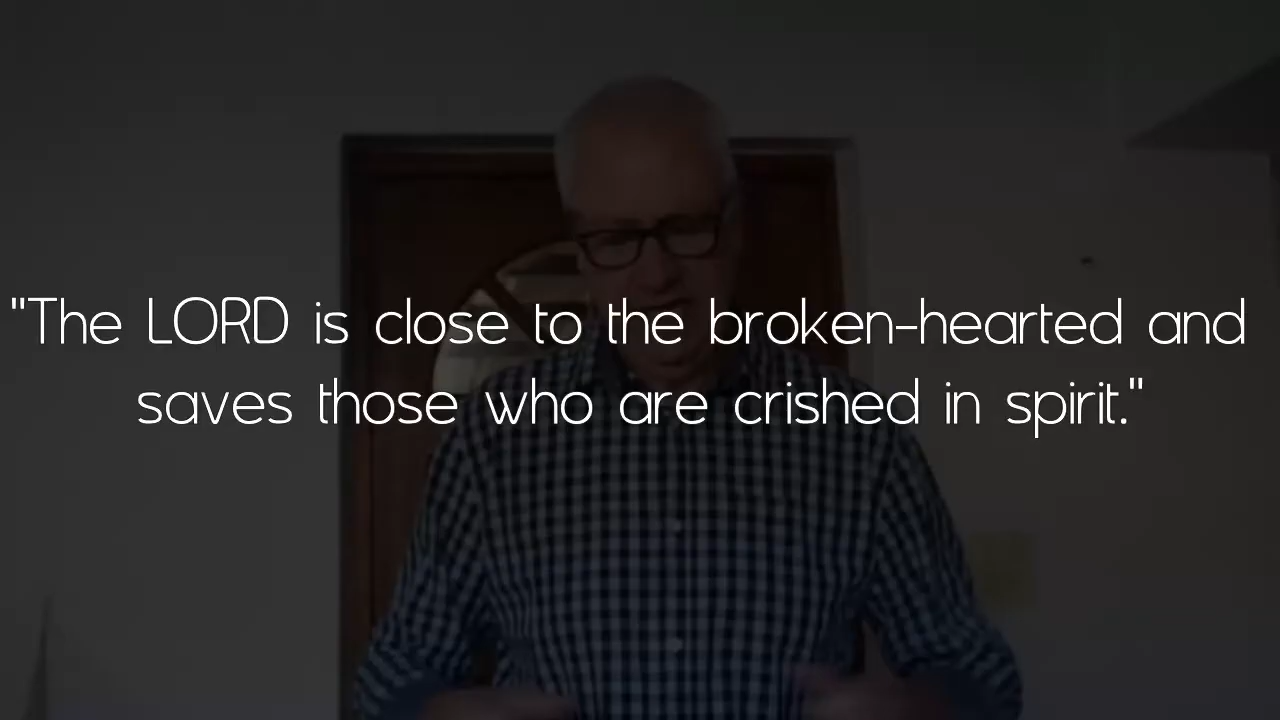 "The LORD is close to the broken-hearted and
saves those who are crished in spirit."